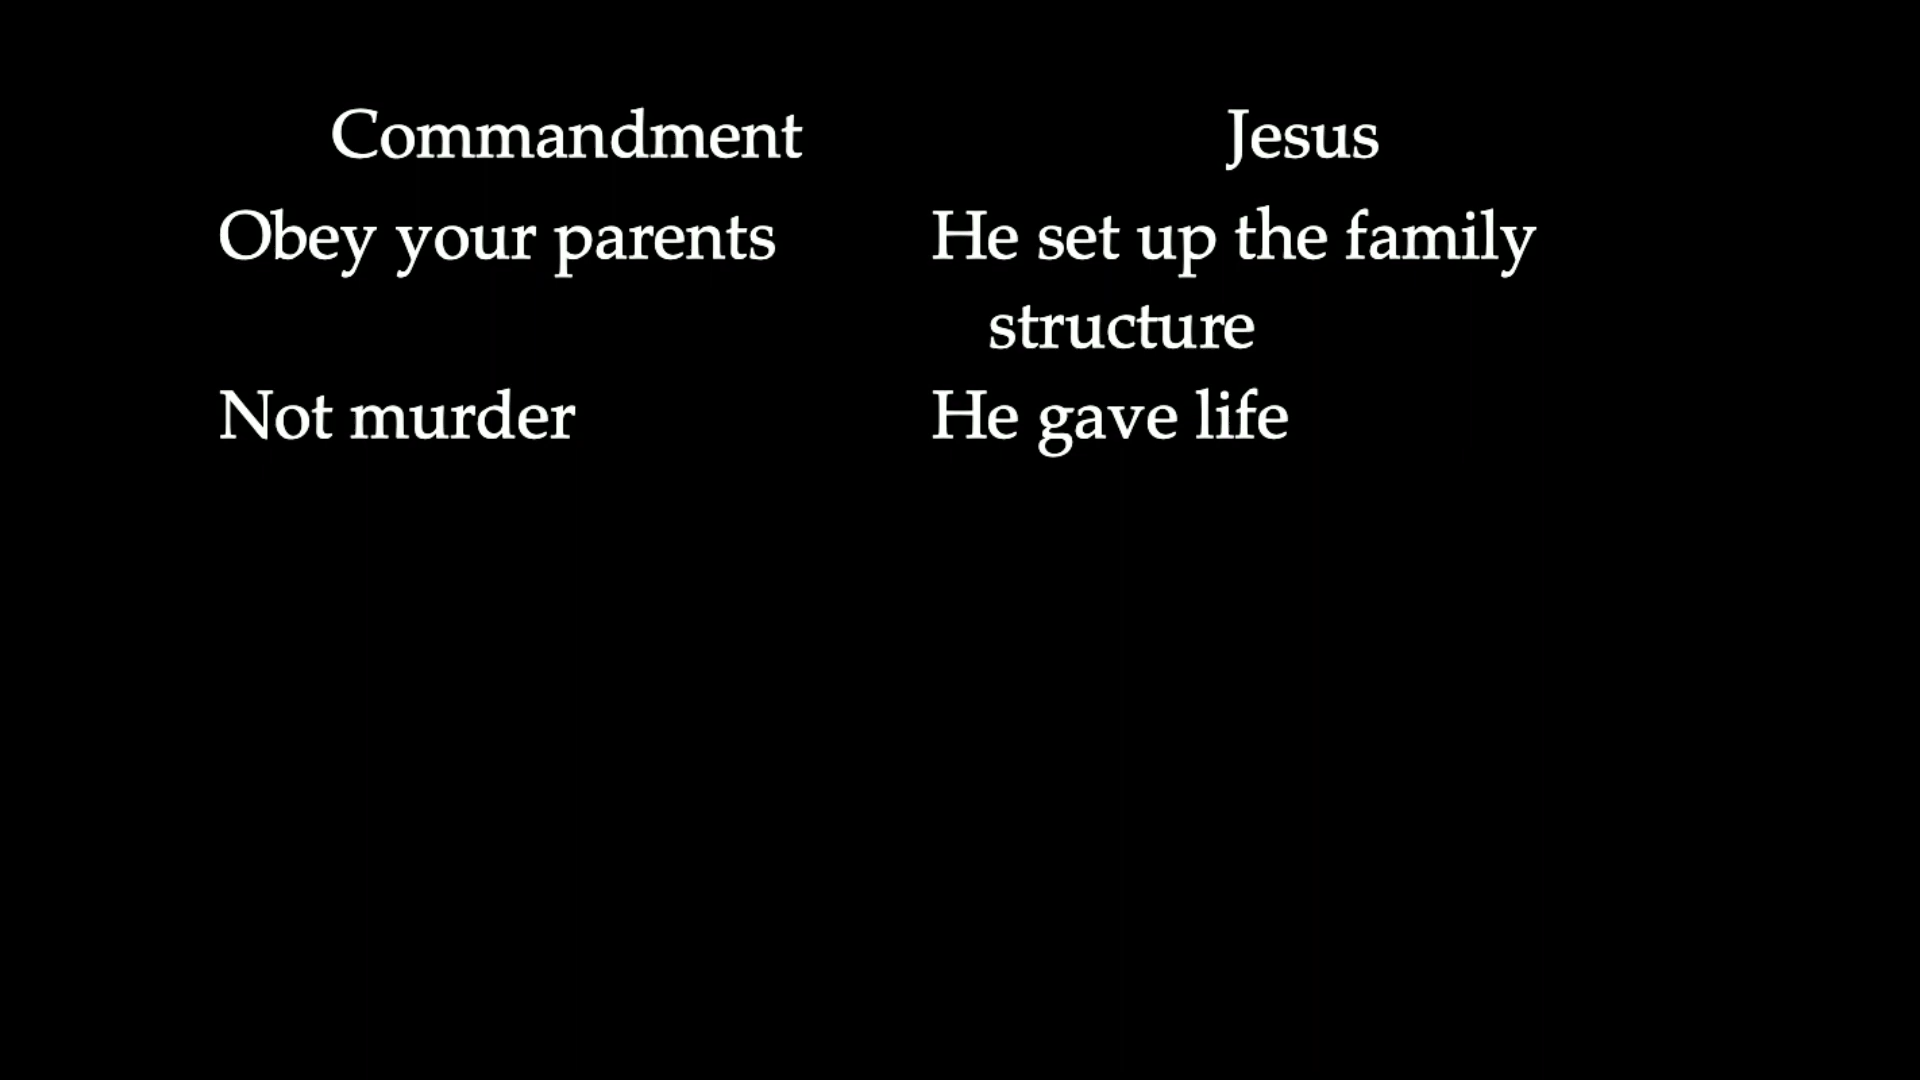 Commandment Jesus
Obey your parents He set up the family
structure
Not murder He gave life